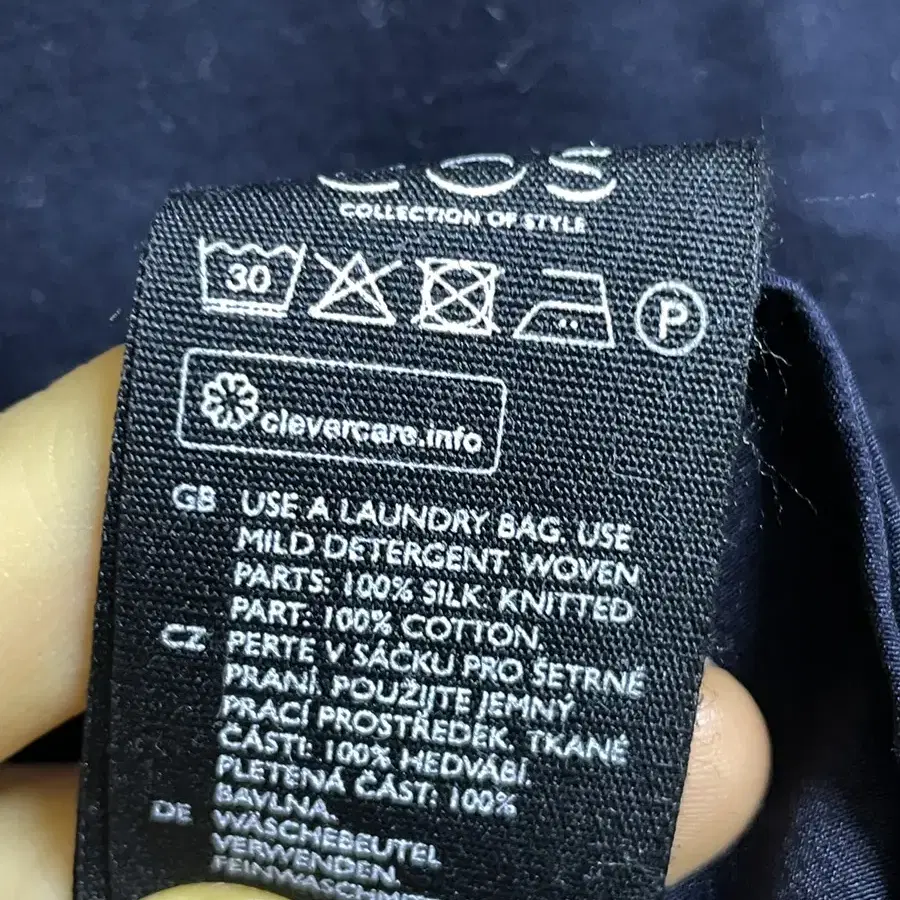 COS
COLLECTION OF STYLE
30
P
clevercare.info
GB USE A LAUNDRY BAG. USE
MILD DETERGENT. WOVEN
PARTS: 100% SILK. KNITTED
PART: 100% COTTON.
CZ PERTE V SÁČKU PRO ŠETRNÉ
PRANÍ. POUŽIJTE JEMNÝ
PRACÍ PROSTŘEDEK. TKANÉ
ČÁSTI: 100% HEDVÁBÍ.
PLETENÁ ČÁST: 100%
BAVLNA.
DE WÄSCHEBEUTEL
VERWENDEN.